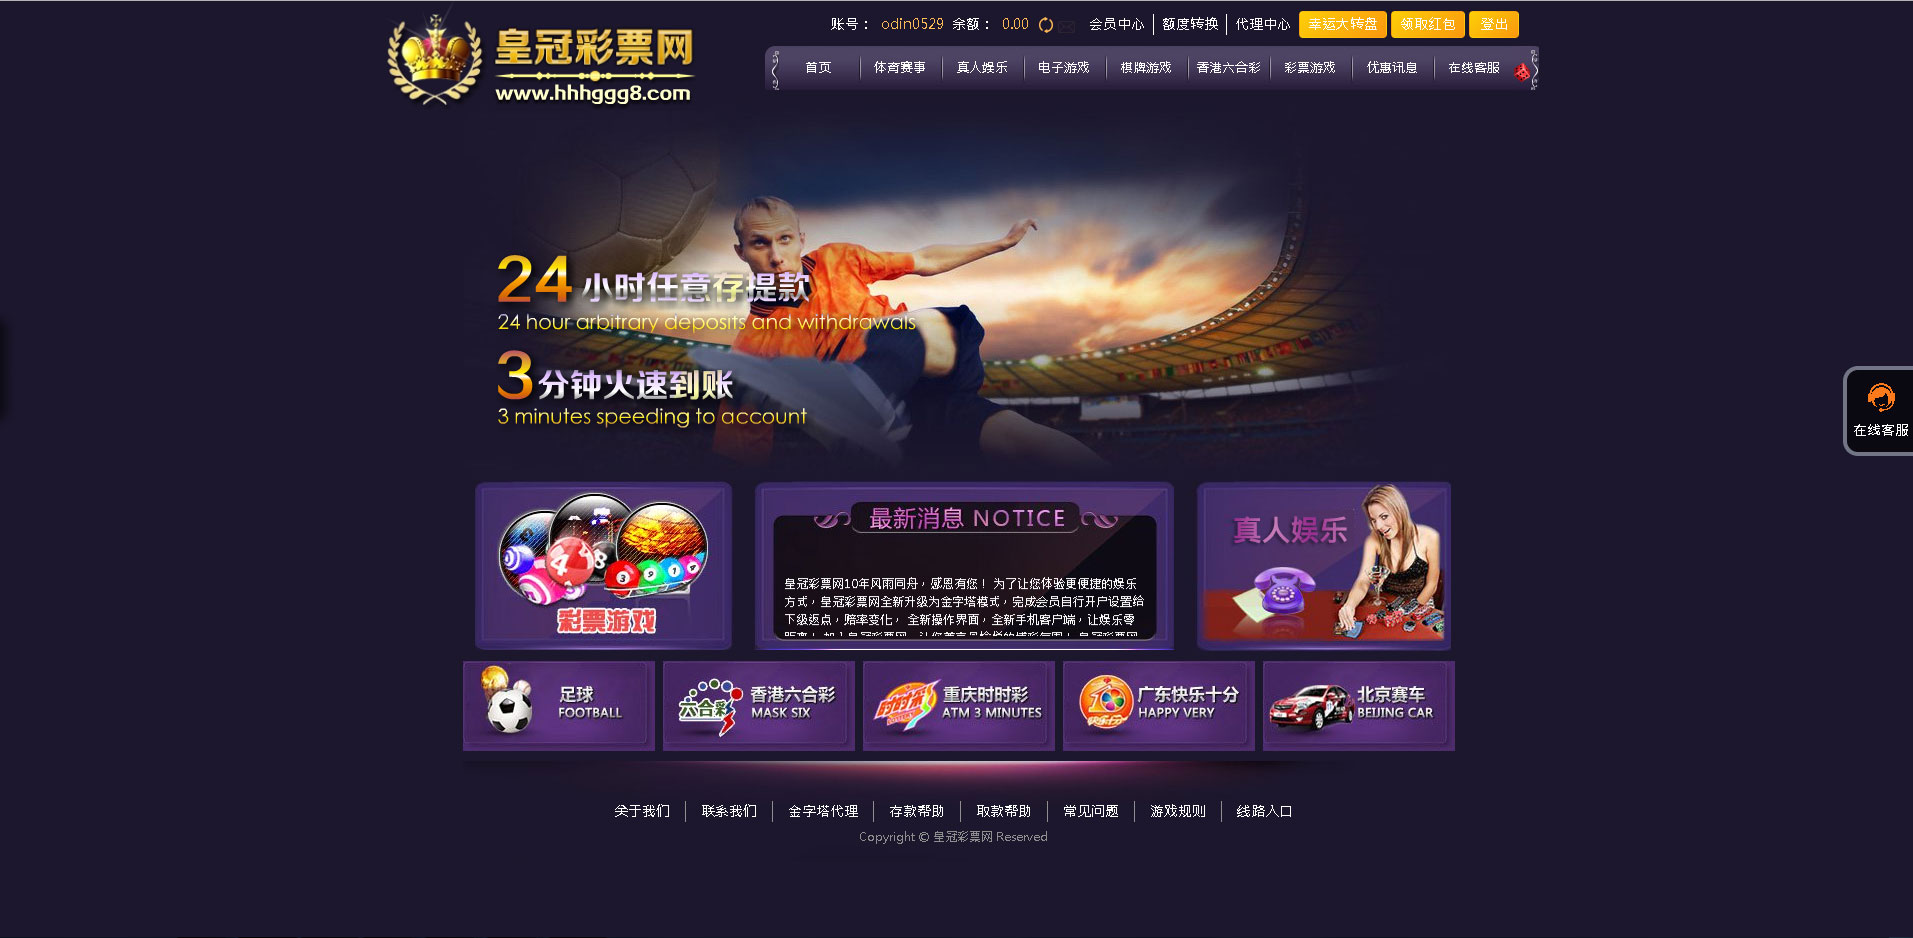 账号： odin0529 余额： 0.00 会员中心 额度转换 代理中心 幸运大转盘 领取红包 登出
皇冠彩票网
www.hhhggg8.com
首页 体育赛事 真人娱乐 电子游戏 棋牌游戏 香港六合彩 彩票游戏 优惠讯息 在线客服
24 小时任意存提款
24 hour arbitrary deposits and withdrawals
3 分钟火速到账
3 minutes speeding to account
在线客服
彩票游戏
最新消息 NOTICE
皇冠彩票网10年风雨同舟，感恩有您！ 为了让您体验更便捷的娱乐
方式，皇冠彩票网全新升级为金字塔模式，完成会员自行开户设置给
下级返点，赔率变化， 全新操作界面，全新手机客户端，让娱乐零
真人娱乐
足球
FOOTBALL
六合彩
香港六合彩
MASK SIX
重庆时时彩
ATM 3 MINUTES
快乐十分
广东快乐十分
HAPPY VERY
北京赛车
BEIJING CAR
关于我们 联系我们 金字塔代理 存款帮助 取款帮助 常见问题 游戏规则 线路入口
Copyright © 皇冠彩票网 Reserved